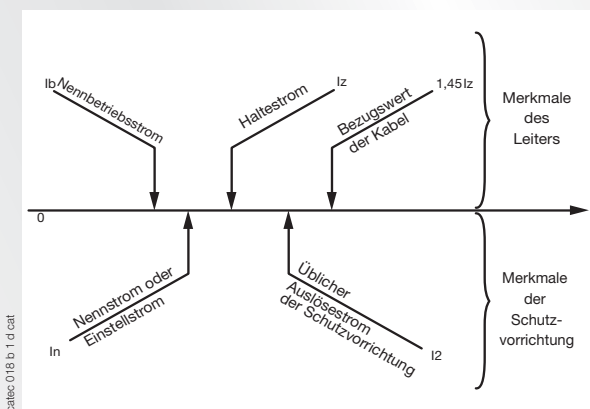 Ib
Nennbetriebsstrom
Haltestrom
Iz
Bezugswert
der Kabel
1,45Iz
Merkmale
des
Leiters
0
Nennstrom oder
Einstellstrom
In
Üblicher
Auslösestrom
der Schutzvorrichtung
I2
Merkmale
der
Schutz-
vorrichtung
catec 018 b 1 d cat